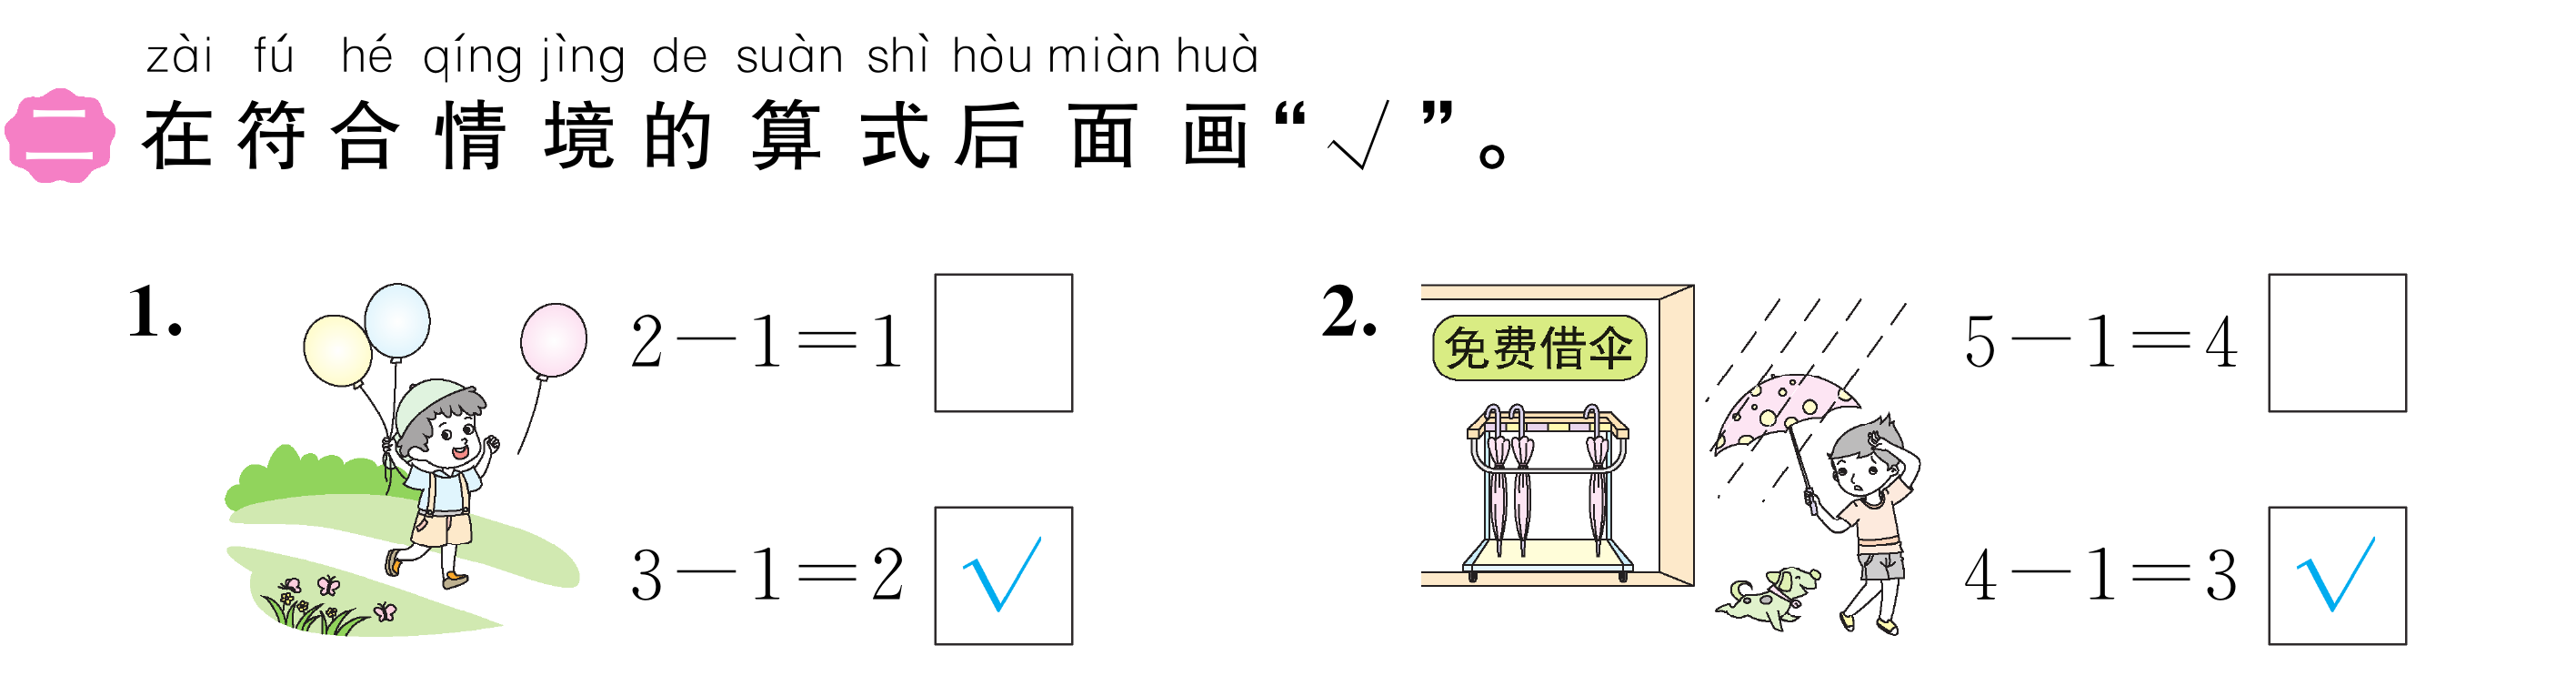 zài fú hé qíng jìng de suàn shì hòu miàn huà
二 在符合情境的算式后面画“√”。
1. 2－1＝1
3－1＝2 √
2. 免费借伞 5－1＝4
4－1＝3 √